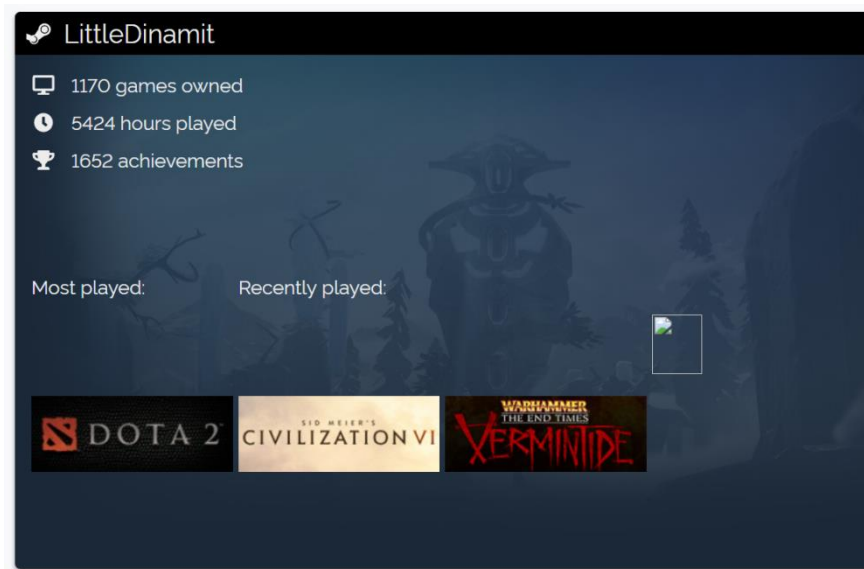 LittleDinamit
1170 games owned
5424 hours played
1652 achievements
Most played: Recently played:
DOTA 2
SID MEIER'S
CIVILIZATION VI
WARHAMMER
THE END TIMES
VERMINTIDE